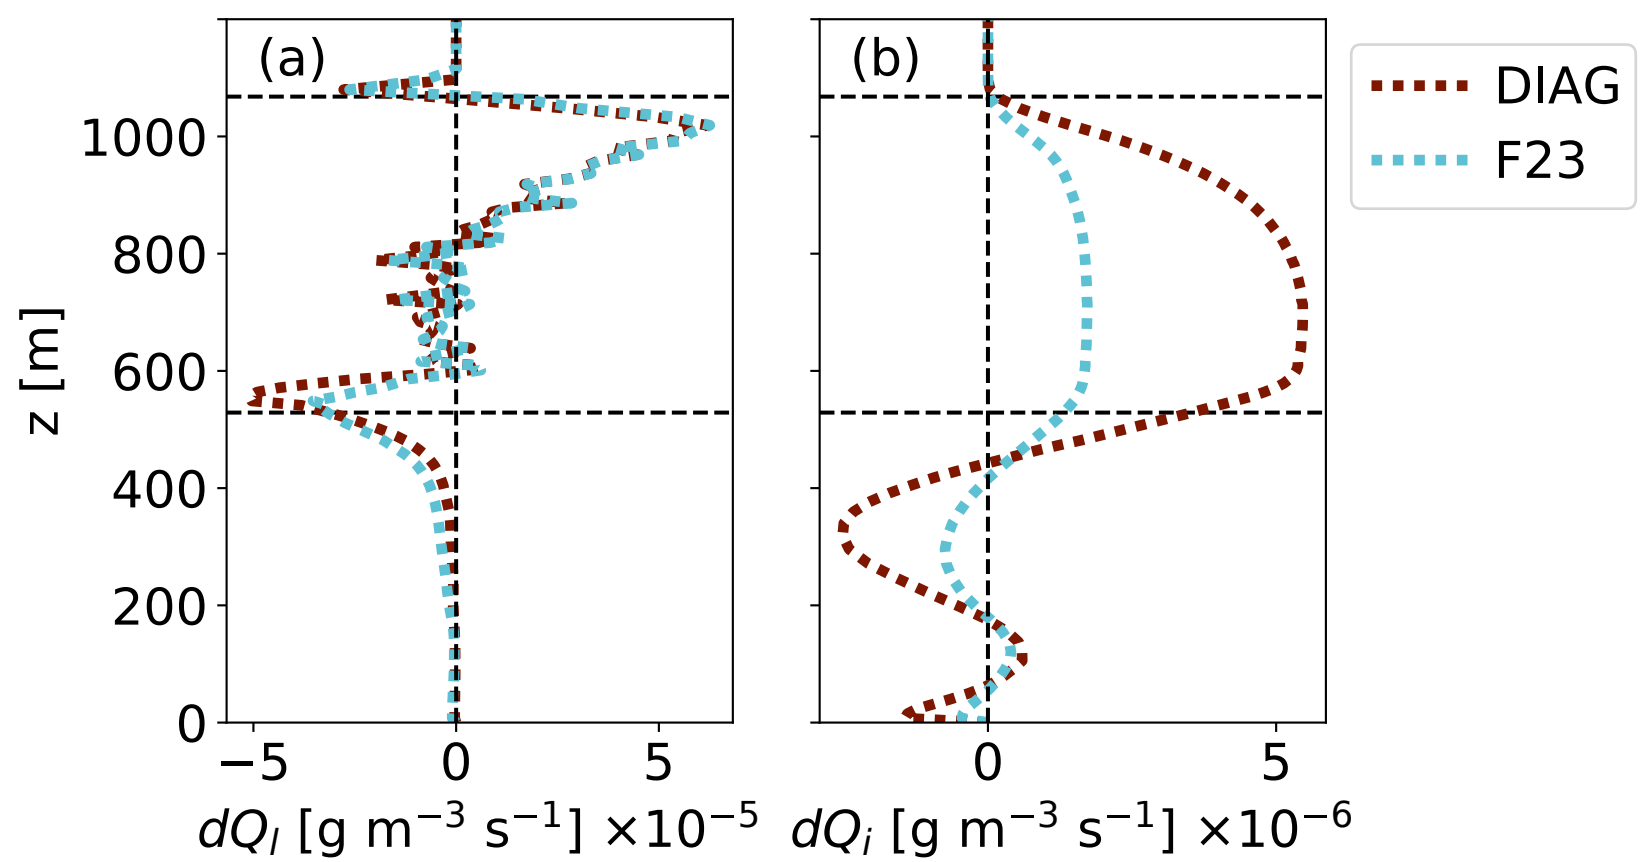 (a)
(b)
DIAG
F23
1000
800
600
400
200
0
z [m]
−5 0 5
0 5
dQ_l [g m⁻³ s⁻¹] ×10⁻⁵
dQ_i [g m⁻³ s⁻¹] ×10⁻⁶